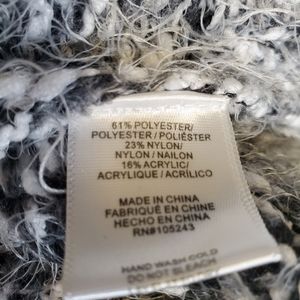 61% POLYESTER/
POLYESTER / POLIÉSTER
23% NYLON/
NYLON / NAILON
16% ACRYLIC/
ACRYLIQUE / ACRÍLICO
MADE IN CHINA
FABRIQUÉ EN CHINE
HECHO EN CHINA
RN#105243
HAND WASH COLD
DO NOT BLEACH